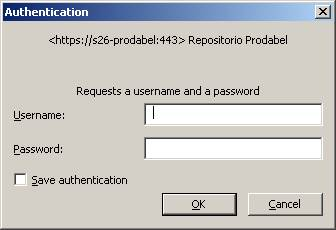 Authentication
<https://s26-prodabel:443> Repositorio Prodabel
Requests a username and a password
Username:
Password:
Save authentication
OK Cancel